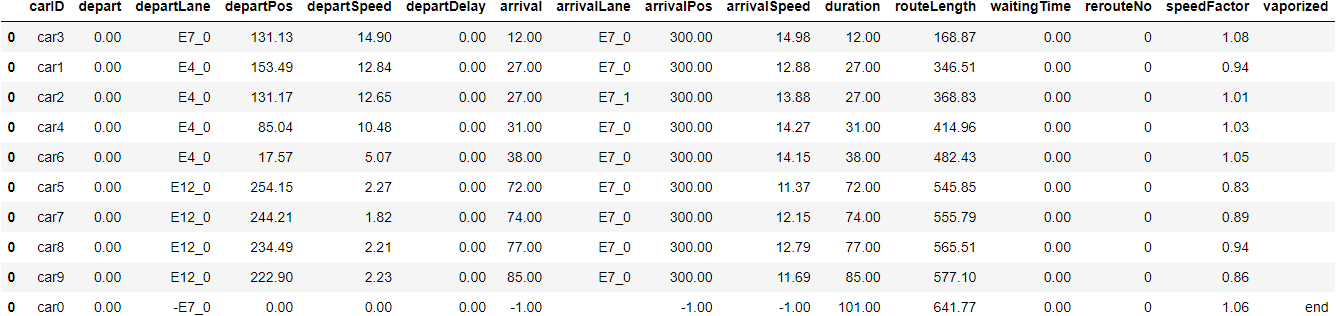 carID depart departLane departPos departSpeed departDelay arrival arrivalLane arrivalPos arrivalSpeed duration routeLength waitingTime rerouteNo speedFactor vaporized
0 car3 0.00 E7_0 131.13 14.90 0.00 12.00 E7_0 300.00 14.98 12.00 168.87 0.00 0 1.08
0 car1 0.00 E4_0 153.49 12.84 0.00 27.00 E7_0 300.00 12.88 27.00 346.51 0.00 0 0.94
0 car2 0.00 E4_0 131.17 12.65 0.00 27.00 E7_1 300.00 13.88 27.00 368.83 0.00 0 1.01
0 car4 0.00 E4_0 85.04 10.48 0.00 31.00 E7_0 300.00 14.27 31.00 414.96 0.00 0 1.03
0 car6 0.00 E4_0 17.57 5.07 0.00 38.00 E7_0 300.00 14.15 38.00 482.43 0.00 0 1.05
0 car5 0.00 E12_0 254.15 2.27 0.00 72.00 E7_0 300.00 11.37 72.00 545.85 0.00 0 0.83
0 car7 0.00 E12_0 244.21 1.82 0.00 74.00 E7_0 300.00 12.15 74.00 555.79 0.00 0 0.89
0 car8 0.00 E12_0 234.49 2.21 0.00 77.00 E7_0 300.00 12.79 77.00 565.51 0.00 0 0.94
0 car9 0.00 E12_0 222.90 2.23 0.00 85.00 E7_0 300.00 11.69 85.00 577.10 0.00 0 0.86
0 car0 0.00 -E7_0 0.00 0.00 0.00 -1.00 -1.00 -1.00 101.00 641.77 0.00 0 1.06 end